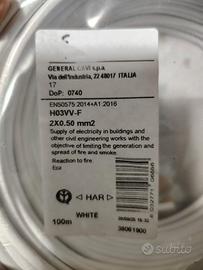 GENERAL CAVI s.p.a.
Via dell'Industria, 22 48017 ITALIA
17
DoP: 0740
EN50575:2014+A1:2016
H03VV-F
2X0.50 mm2
Supply of electricity in buildings and
other civil engineering works with the
objective of limiting the generation and
spread of fire and smoke.
Reaction to fire:
Eca
◁ HAR ▷
WHITE
100m
38061900
subito